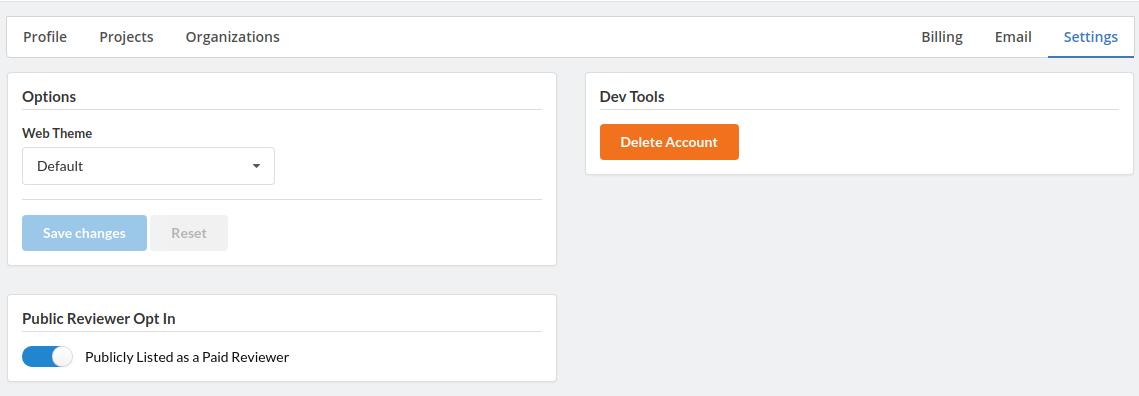 Profile Projects Organizations Billing Email Settings
Options
Web Theme
Default
Save changes Reset
Public Reviewer Opt In
Publicly Listed as a Paid Reviewer
Dev Tools
Delete Account